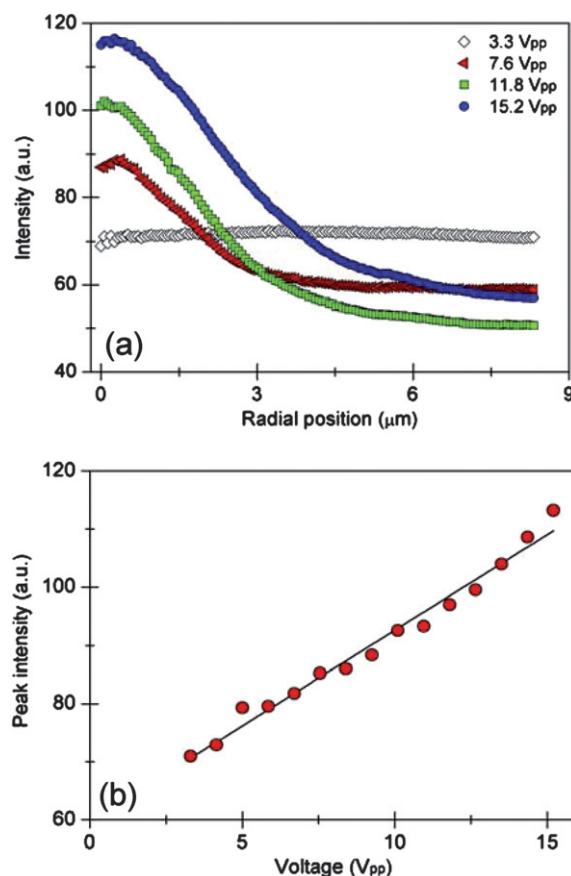 120
100
80
60
40
Intensity (a.u.)
3.3 Vpp
7.6 Vpp
11.8 Vpp
15.2 Vpp
(a)
0
3
6
9
Radial position (μm)
120
100
80
60
Peak intensity (a.u.)
(b)
0
5
10
15
Voltage (Vpp)